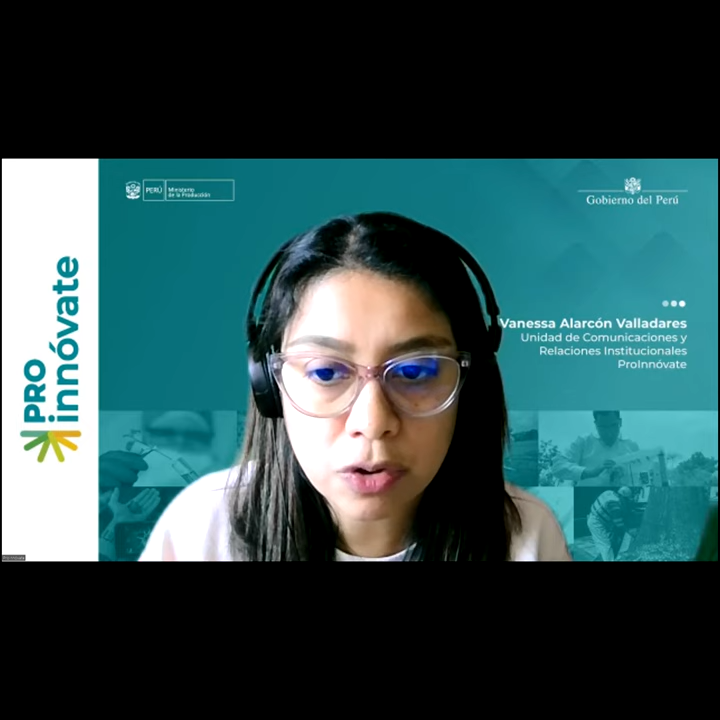 PERÚ
Ministerio
de la Producción
Gobierno del Perú
PRO
innóvate
Vanessa Alarcón Valladares
Unidad de Comunicaciones y
Relaciones Institucionales
ProInnóvate